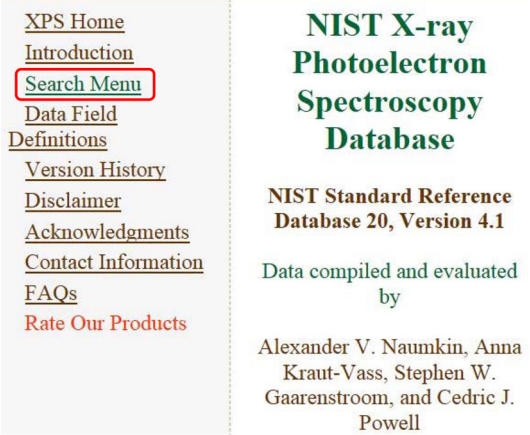 XPS Home
Introduction
Search Menu
Data Field
Definitions
Version History
Disclaimer
Acknowledgments
Contact Information
FAQs
Rate Our Products
NIST X-ray
Photoelectron
Spectroscopy
Database
NIST Standard Reference
Database 20, Version 4.1
Data compiled and evaluated
by
Alexander V. Naumkin, Anna
Kraut-Vass, Stephen W.
Gaarenstroom, and Cedric J.
Powell